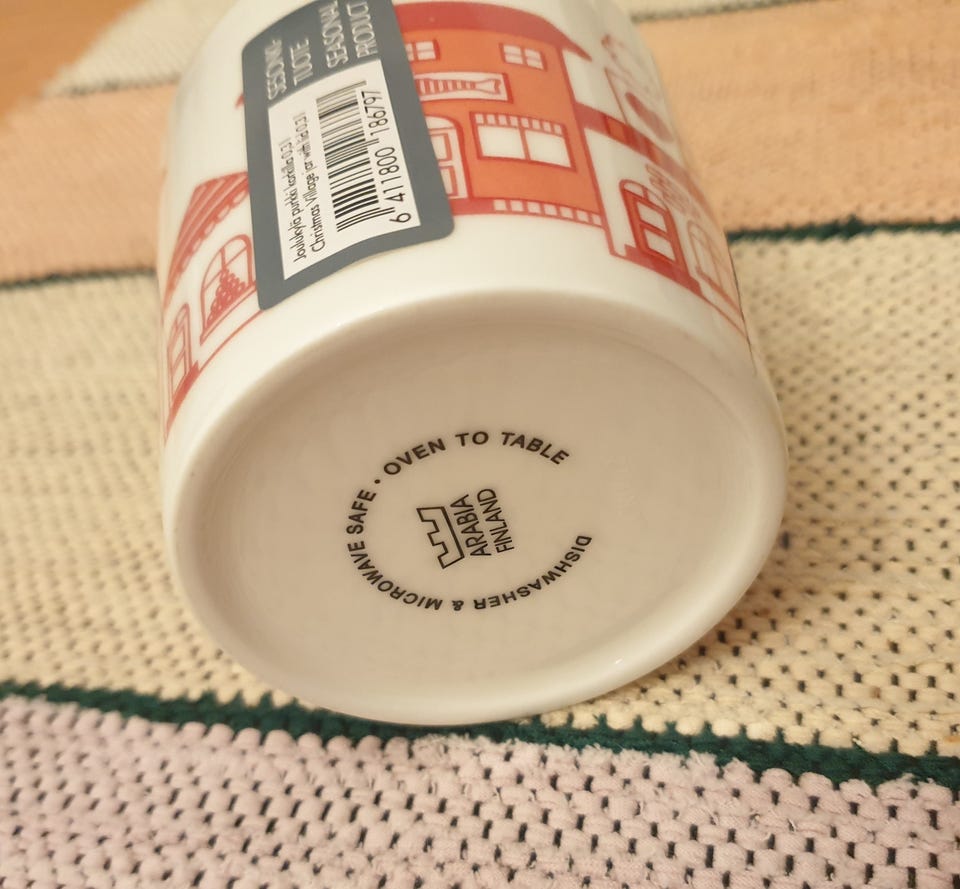 SESONKI-
TUOTE
SEASONAL
PRODUCT
Joulukylä purkki kannella 0.3 l
Christmas Village jar with lid 0.3 l
6 411800 186797
DISHWASHER & MICROWAVE SAFE · OVEN TO TABLE
ARABIA
FINLAND